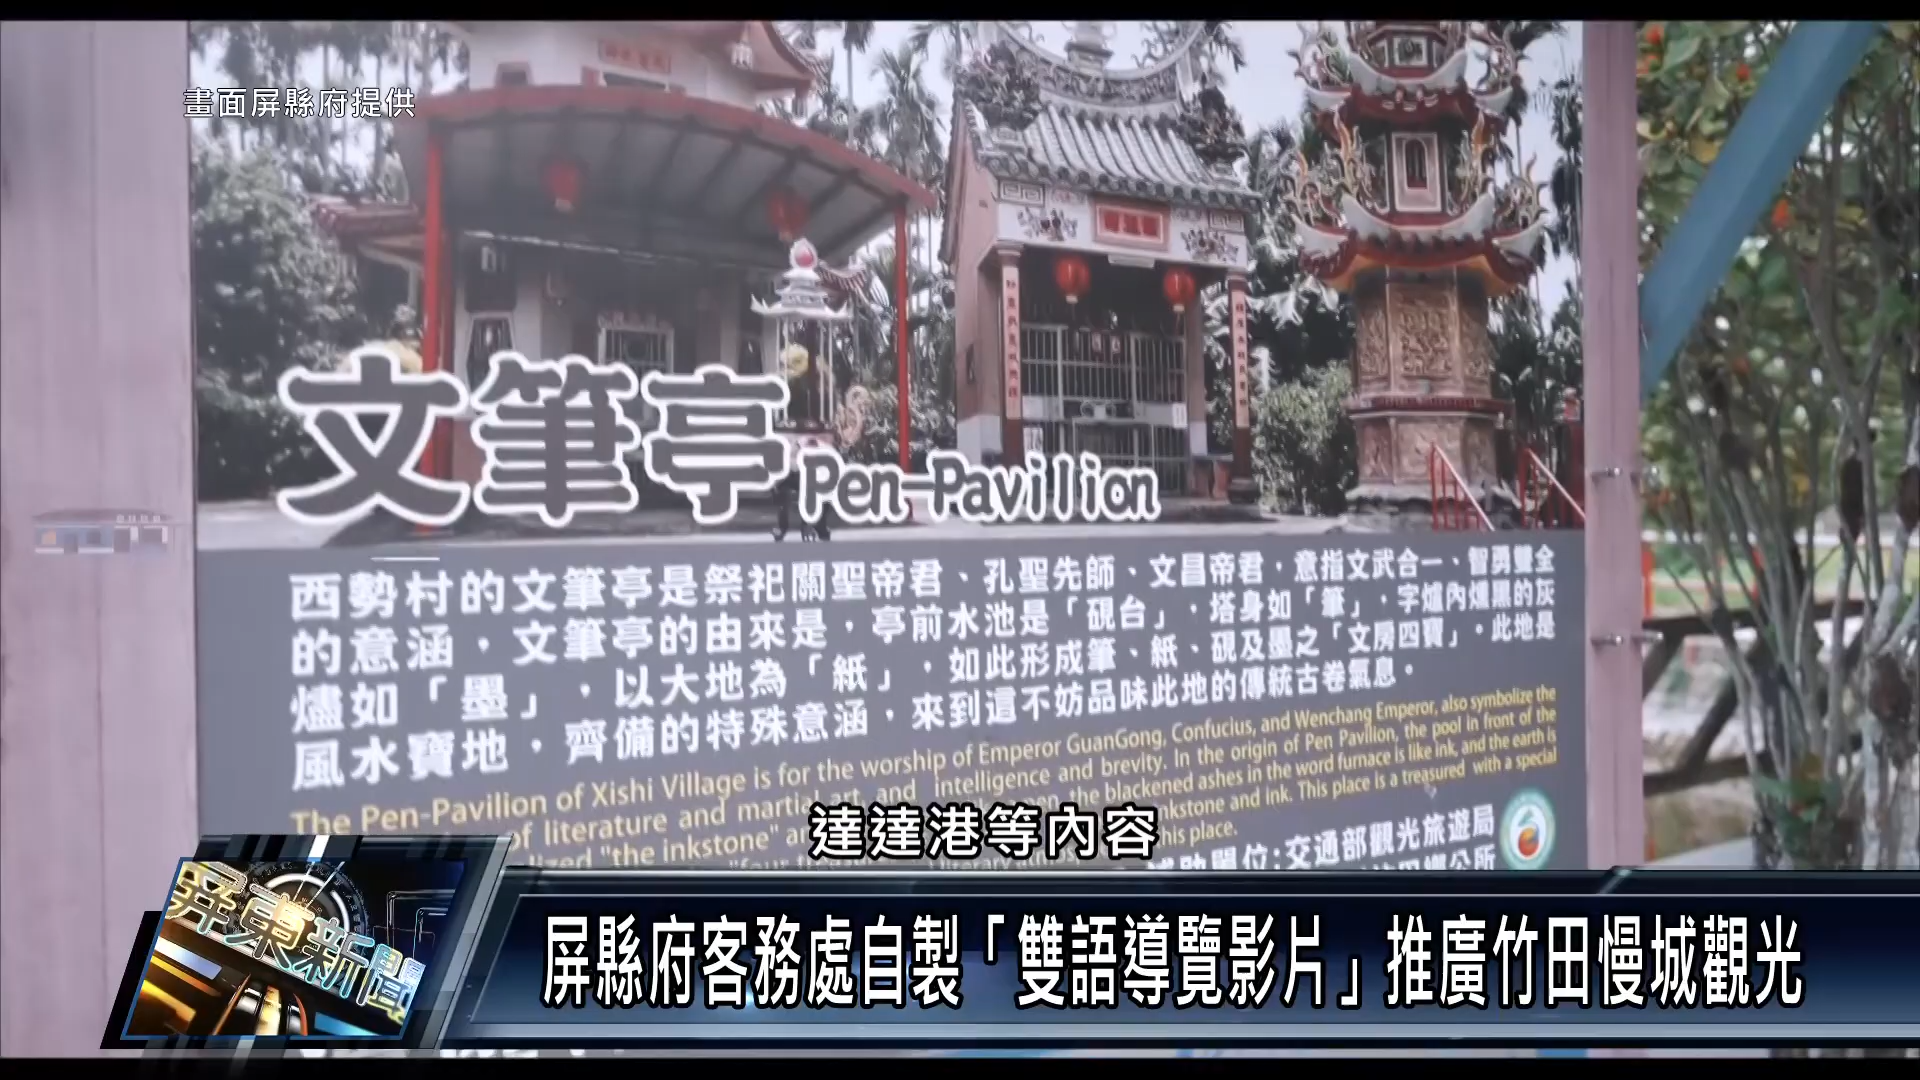 畫面屏縣府提供
文筆亭 Pen-Pavilion
西勢村的文筆亭是祭祀關聖帝君、孔聖先師、文昌帝君，意指文武合一、智勇雙全
的意涵，文筆亭的由來是，亭前水池是「硯台」，塔身如「筆」，字爐內燻黑的灰
燼如「墨」，以大地為「紙」，如此形成筆、紙、硯及墨之「文房四寶」。此地是
風水寶地，齊備的特殊意涵，來到這不妨品味此地的傳統古卷氣息。
The Pen-Pavilion of Xishi Village is for the worship of Emperor GuanGong, Confucius, and Wenchang Emperor, also symbolize the
of literature and martial art, and intelligence and brevity. In the origin of Pen Pavilion, the pool in front of the
"the inkstone" the blackened ashes in the word furnace is like ink, and the earth is
inkstone and ink. This place is a treasured with a special
this place.
單位:交通部觀光旅遊局
鄉公所
達達港等內容
屏東新聞
屏縣府客務處自製「雙語導覽影片」推廣竹田慢城觀光